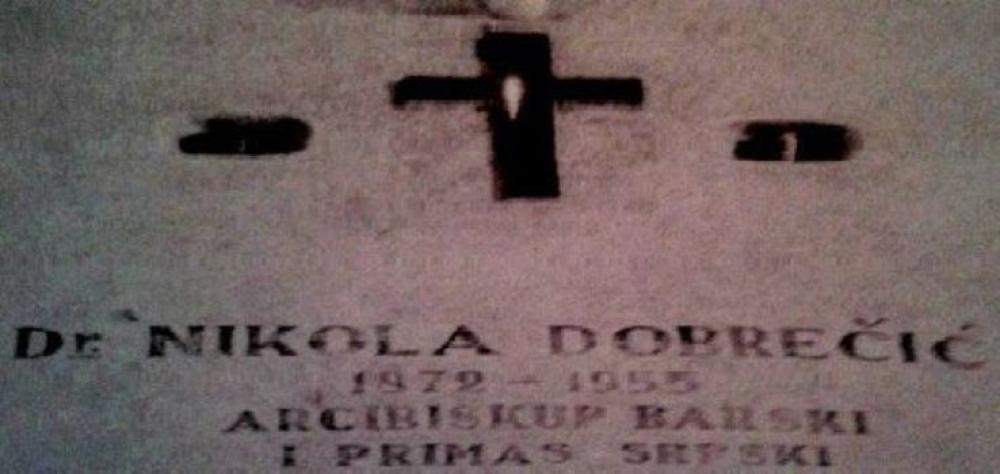 Dr. NIKOLA DOBREČIĆ
1872 - 1955
ARCIBISKUP BARSKI
I PRIMAS SRPSKI